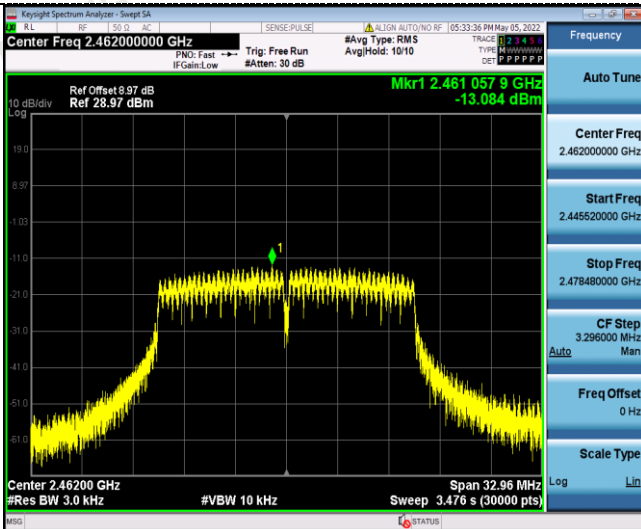 Keysight Spectrum Analyzer - Swept SA
RL RF 50 Ω AC SENSE:PULSE ALIGN AUTO/NO RF 05:33:36 PM May 05, 2022
Center Freq 2.462000000 GHz
PNO: Fast
IFGain:Low
Trig: Free Run
#Atten: 30 dB
#Avg Type: RMS
Avg|Hold: 10/10
TRACE 1 2 3 4 5 6
TYPE M WWWWW
DET P P P P P P
Ref Offset 8.97 dB
10 dB/div Ref 28.97 dBm
Log
Mkr1 2.461 057 9 GHz
-13.084 dBm
19.0
8.97
-1.03
-11.0
-21.0
-31.0
-41.0
-51.0
-61.0
1
Center 2.46200 GHz Span 32.96 MHz
#Res BW 3.0 kHz #VBW 10 kHz Sweep 3.476 s (30000 pts)
MSG STATUS
Frequency
Auto Tune
Center Freq
2.462000000 GHz
Start Freq
2.445520000 GHz
Stop Freq
2.478480000 GHz
CF Step
3.296000 MHz
Auto Man
Freq Offset
0 Hz
Scale Type
Log Lin